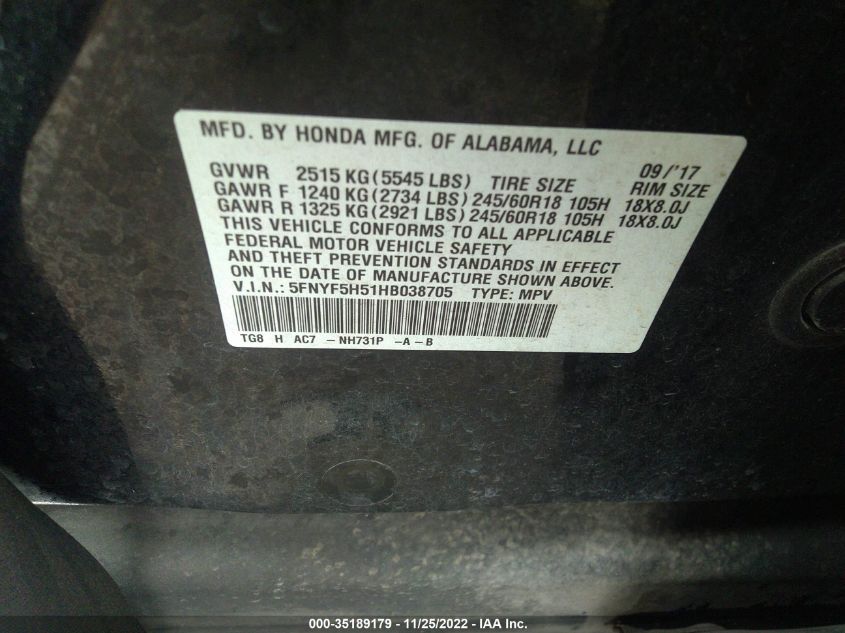 MFD. BY HONDA MFG. OF ALABAMA, LLC
09/'17
GVWR 2515 KG (5545 LBS) TIRE SIZE RIM SIZE
GAWR F 1240 KG (2734 LBS) 245/60R18 105H 18X8.0J
GAWR R 1325 KG (2921 LBS) 245/60R18 105H 18X8.0J
THIS VEHICLE CONFORMS TO ALL APPLICABLE
FEDERAL MOTOR VEHICLE SAFETY
AND THEFT PREVENTION STANDARDS IN EFFECT
ON THE DATE OF MANUFACTURE SHOWN ABOVE.
V.I.N.: 5FNYF5H51HB038705 TYPE: MPV
TG8 H AC7 - NH731P - A - B
000-35189179 - 11/25/2022 - IAA Inc.